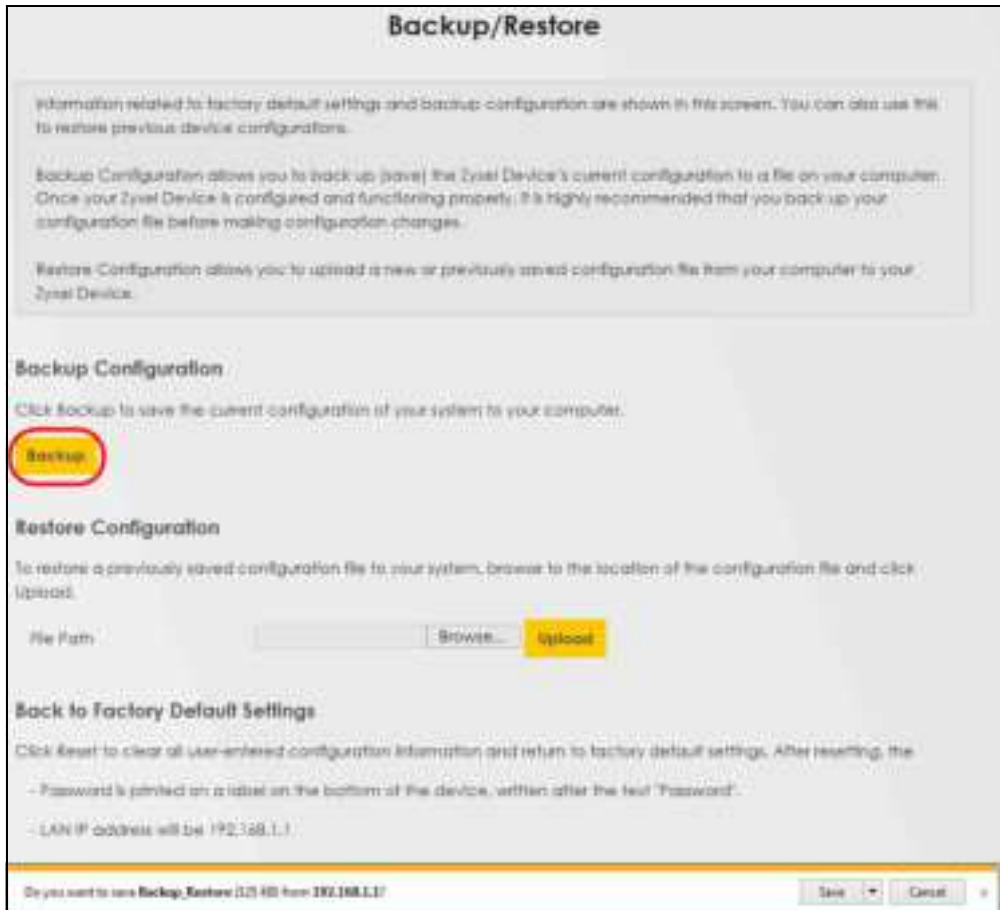 Backup/Restore
Information related to factory default settings and backup configuration are shown in this screen. You can also use this
to restore previous device configurations.
Backup Configuration allows you to back up (save) the Zyxel Device's current configuration to a file on your computer.
Once your Zyxel Device is configured and functioning properly, it is highly recommended that you back up your
configuration file before making configuration changes.
Restore Configuration allows you to upload a new or previously saved configuration file from your computer to your
Zyxel Device.
Backup Configuration
Click Backup to save the current configuration of your system to your computer.
Backup
Restore Configuration
To restore a previously saved configuration file to your system, browse to the location of the configuration file and click
Upload.
File Path Browse... Upload
Back to Factory Default Settings
Click Reset to clear all user-entered configuration information and return to factory default settings. After resetting, the
- Password is printed on a label on the bottom of the device, written after the text "Password".
- LAN IP address will be 192.168.1.1
Do you want to save Backup_Restore (125 KB) from 192.168.1.1? Save Cancel x